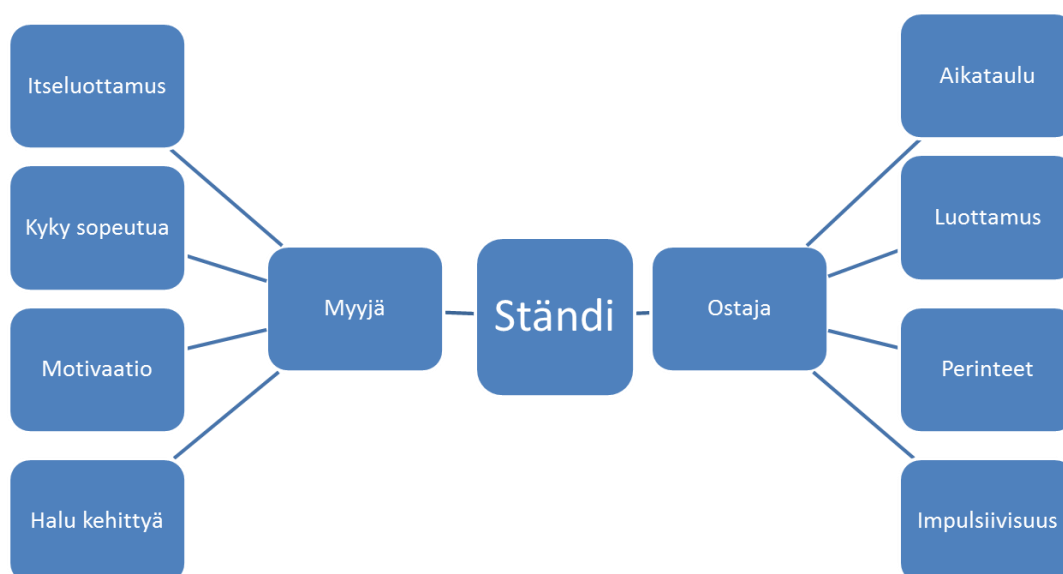 Itseluottamus
Kyky sopeutua
Motivaatio
Halu kehittyä
Myyjä
Ständi
Ostaja
Aikataulu
Luottamus
Perinteet
Impulsiivisuus